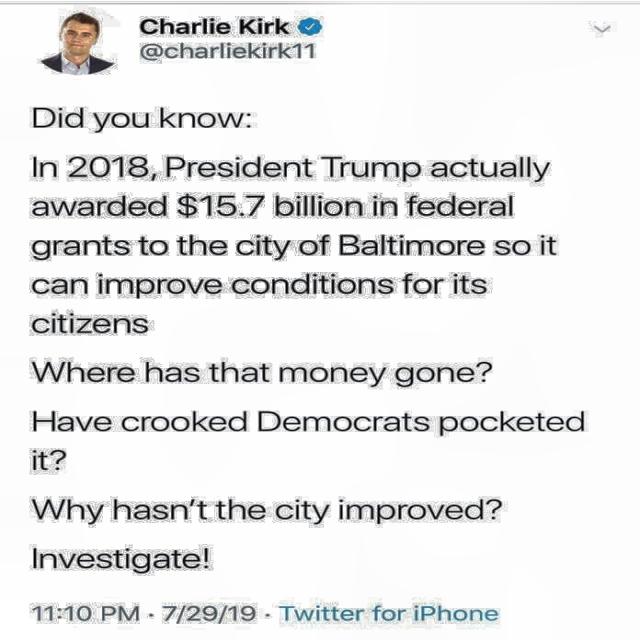 Charlie Kirk
@charliekirk11
Did you know:
In 2018, President Trump actually
awarded $15.7 billion in federal
grants to the city of Baltimore so it
can improve conditions for its
citizens
Where has that money gone?
Have crooked Democrats pocketed
it?
Why hasn't the city improved?
Investigate!
11:10 PM · 7/29/19 · Twitter for iPhone